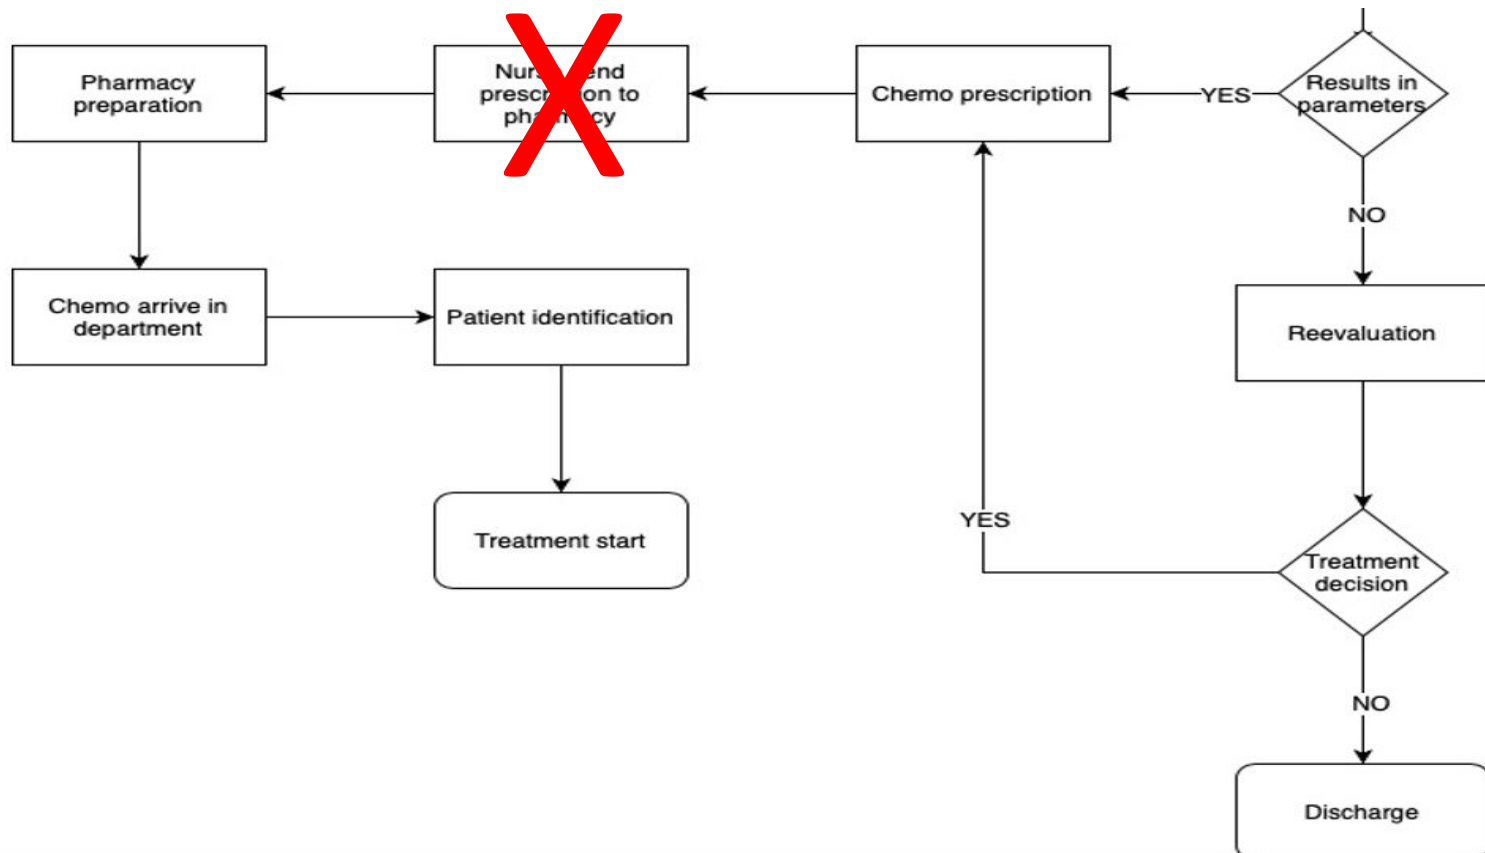 Pharmacy
preparation
to
Chemo prescription
YES
Results in
parameters
NO
Chemo arrive in
department
Patient identification
Reevaluation
Treatment start
YES
Treatment
decision
NO
Discharge